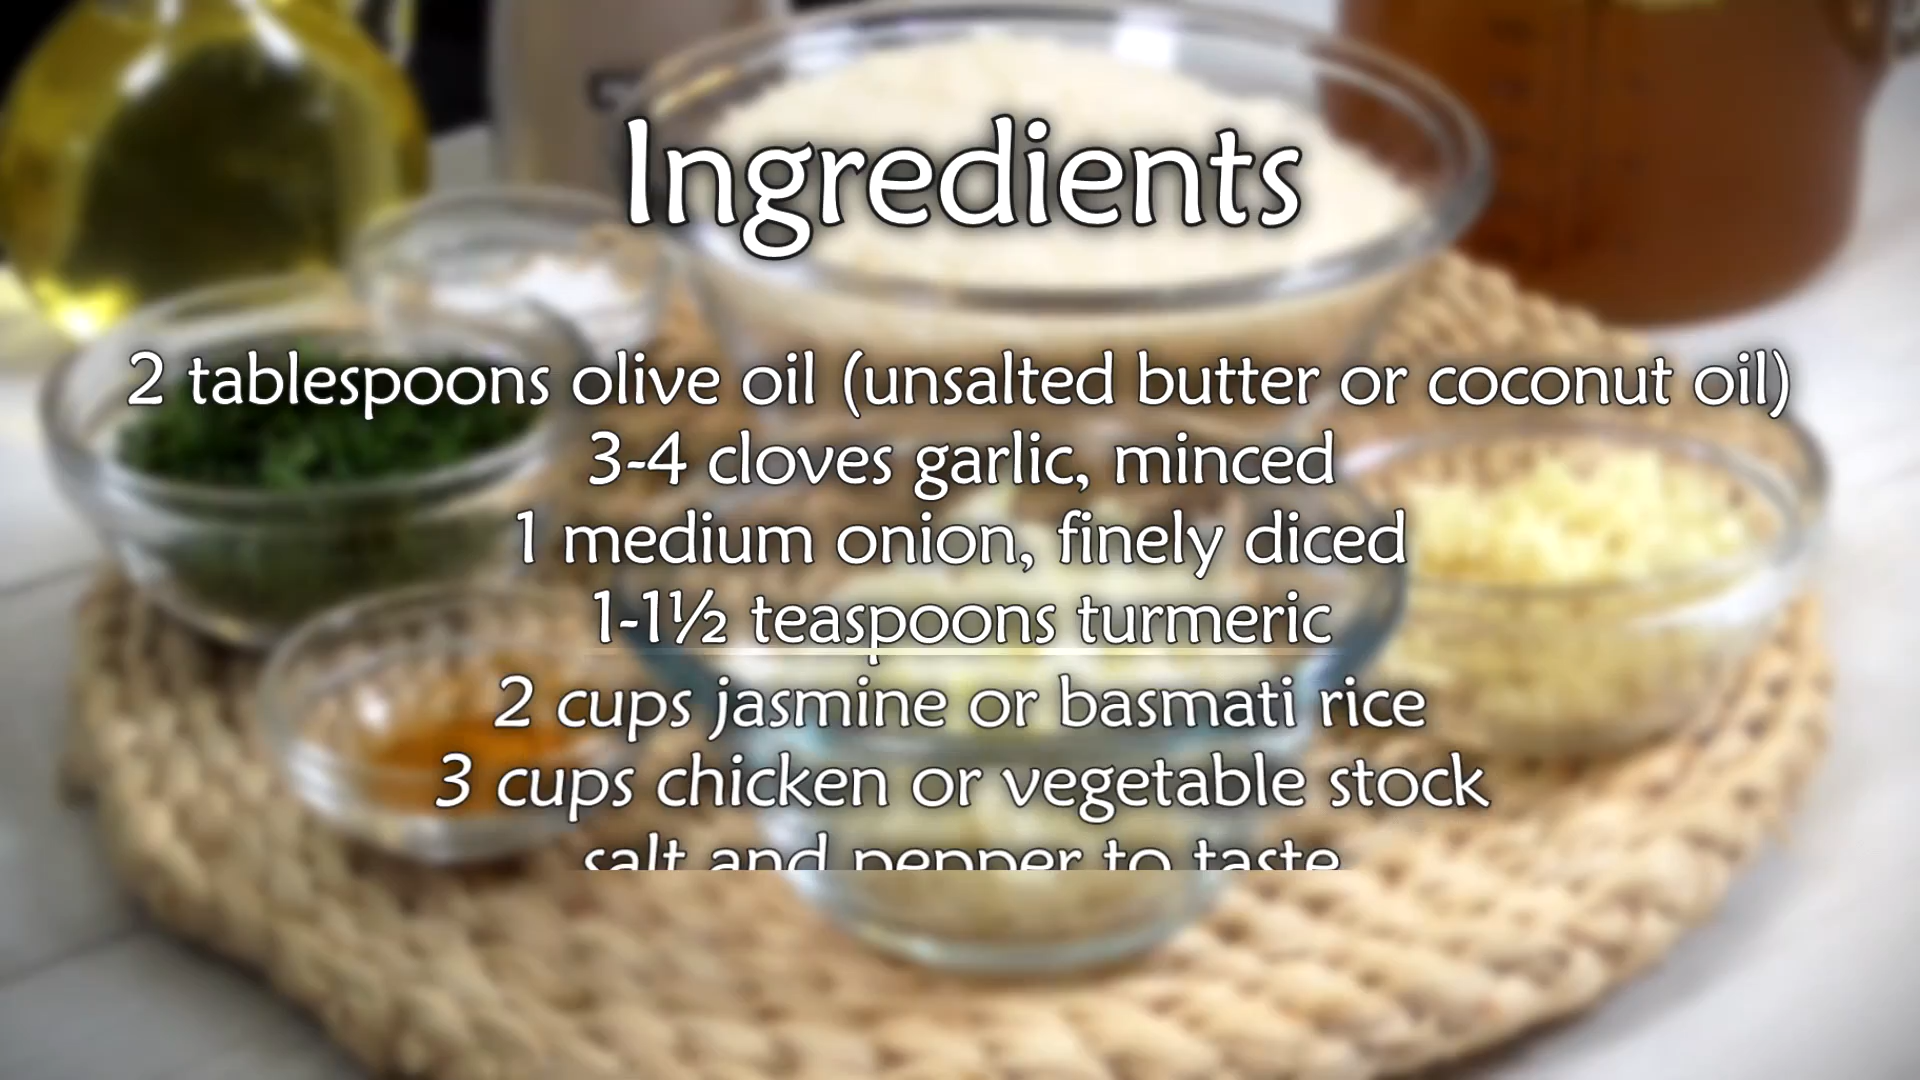 Ingredients
2 tablespoons olive oil (unsalted butter or coconut oil)
3-4 cloves garlic, minced
1 medium onion, finely diced
1-1½ teaspoons turmeric
2 cups jasmine or basmati rice
3 cups chicken or vegetable stock
salt and pepper to taste